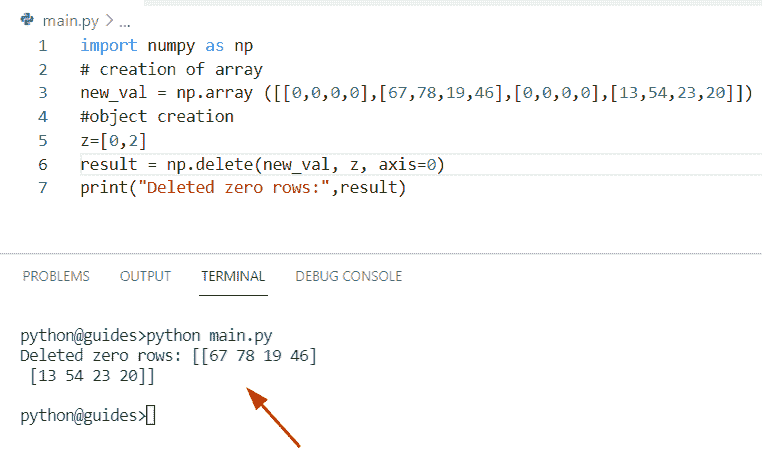 main.py > ...
1 import numpy as np
2 # creation of array
3 new_val = np.array ([[0,0,0,0],[67,78,19,46],[0,0,0,0],[13,54,23,20]])
4 #object creation
5 z=[0,2]
6 result = np.delete(new_val, z, axis=0)
7 print("Deleted zero rows:",result)
PROBLEMS OUTPUT TERMINAL DEBUG CONSOLE
python@guides>python main.py
Deleted zero rows: [[67 78 19 46]
 [13 54 23 20]]
python@guides>